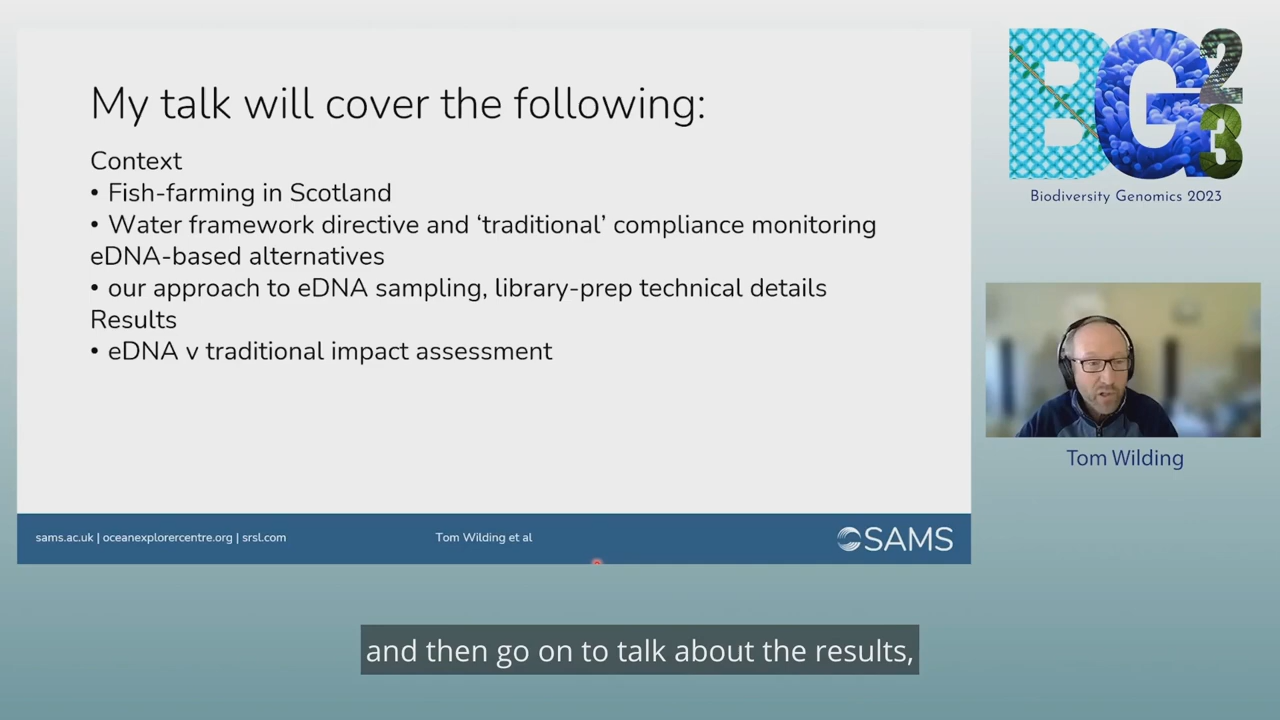 My talk will cover the following:
Context
• Fish-farming in Scotland
• Water framework directive and ‘traditional’ compliance monitoring
eDNA-based alternatives
• our approach to eDNA sampling, library-prep technical details
Results
• eDNA v traditional impact assessment
sams.ac.uk | oceanexplorercentre.org | srsl.com
Tom Wilding et al
SAMS
BG23
Biodiversity Genomics 2023
Tom Wilding
and then go on to talk about the results,